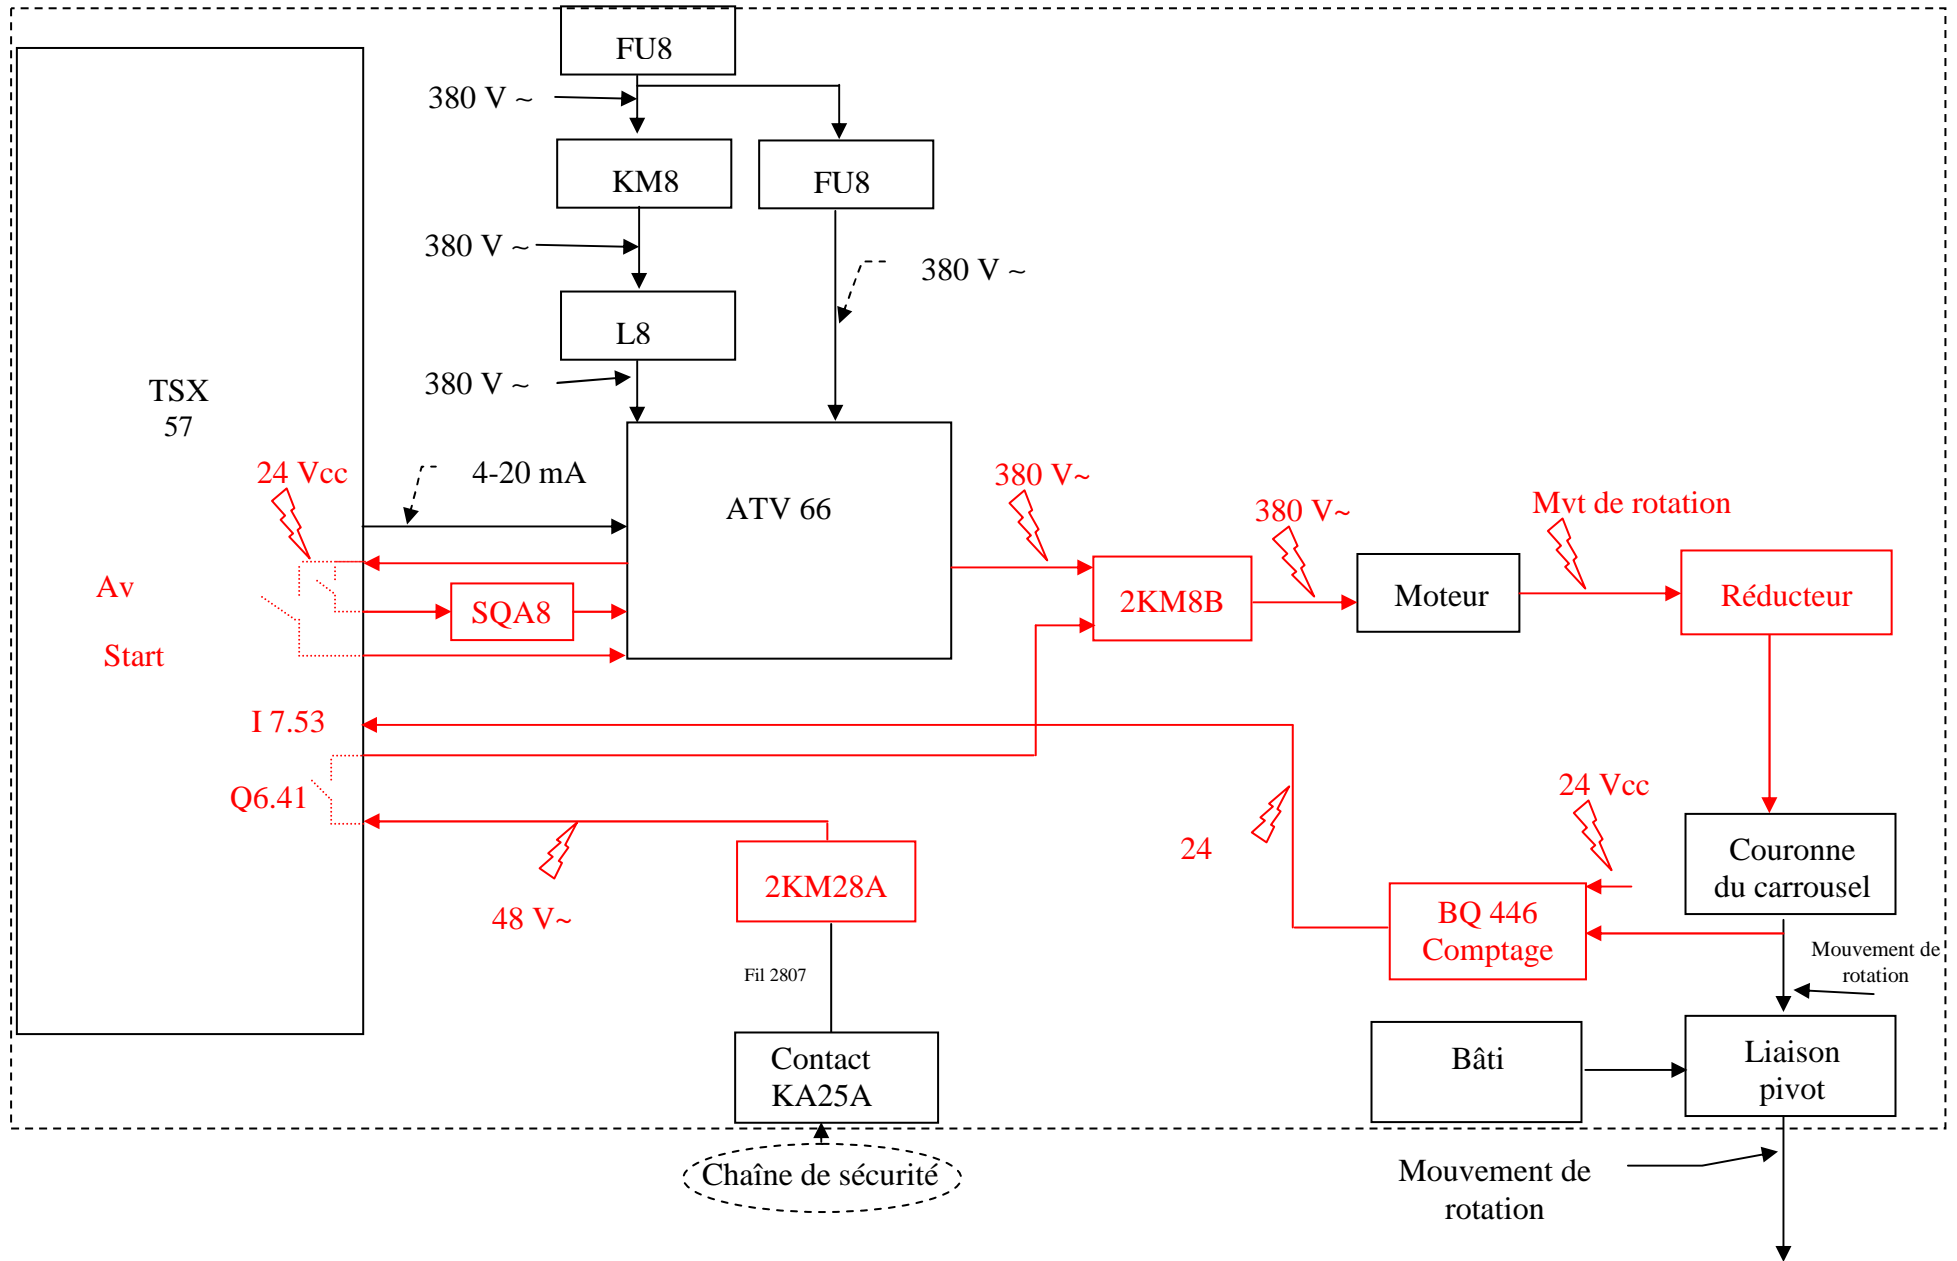 FU8
380 V ~
KM8
FU8
380 V ~
380 V ~
L8
380 V ~
TSX
57
24 Vcc
4-20 mA
ATV 66
380 V~
380 V~
Mvt de rotation
Av
SQA8
2KM8B
Moteur
Réducteur
Start
I 7.53
Q6.41
24 Vcc
24
48 V~
2KM28A
Couronne
du carrousel
BQ 446
Comptage
Mouvement de
rotation
Fil 2807
Contact
KA25A
Bâti
Liaison
pivot
Chaîne de sécurité
Mouvement de
rotation